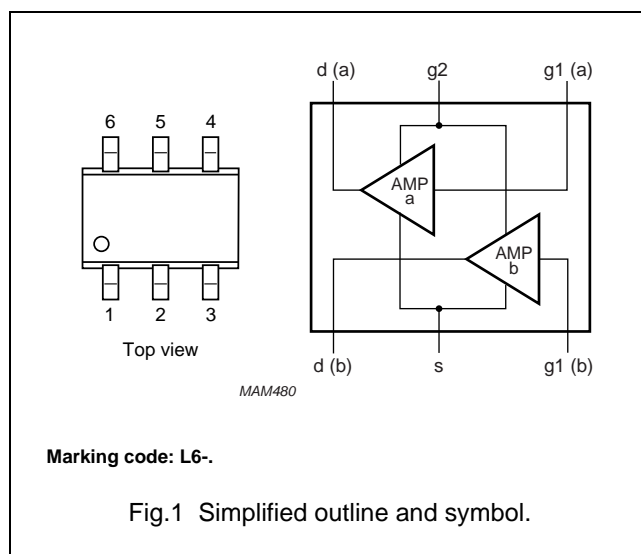 d (a) g2 g1 (a)
6 5 4
AMP
a
AMP
b
1 2 3
Top view
d (b) s g1 (b)
MAM480
Marking code: L6-.
Fig.1 Simplified outline and symbol.